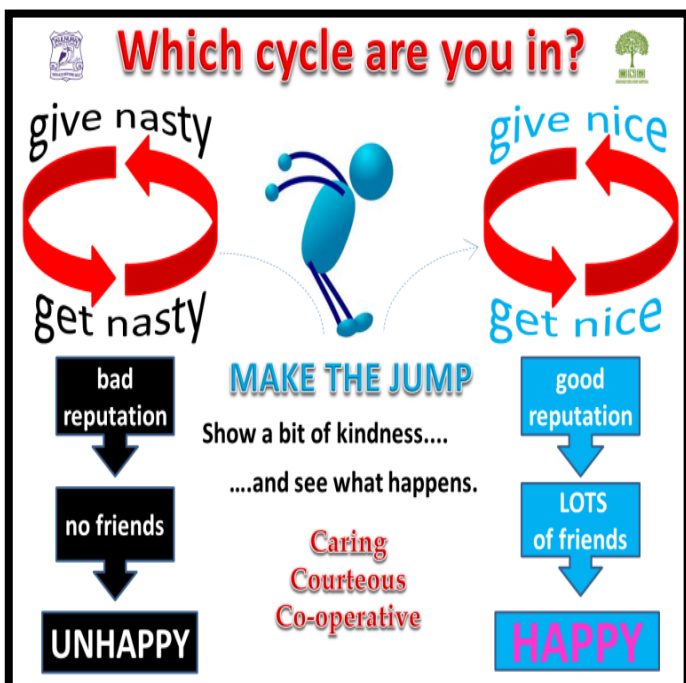 Which cycle are you in?
give nasty
get nasty
give nice
get nice
bad
reputation
no friends
UNHAPPY
MAKE THE JUMP
Show a bit of kindness....
....and see what happens.
Caring
Courteous
Co-operative
good
reputation
LOTS
of friends
HAPPY